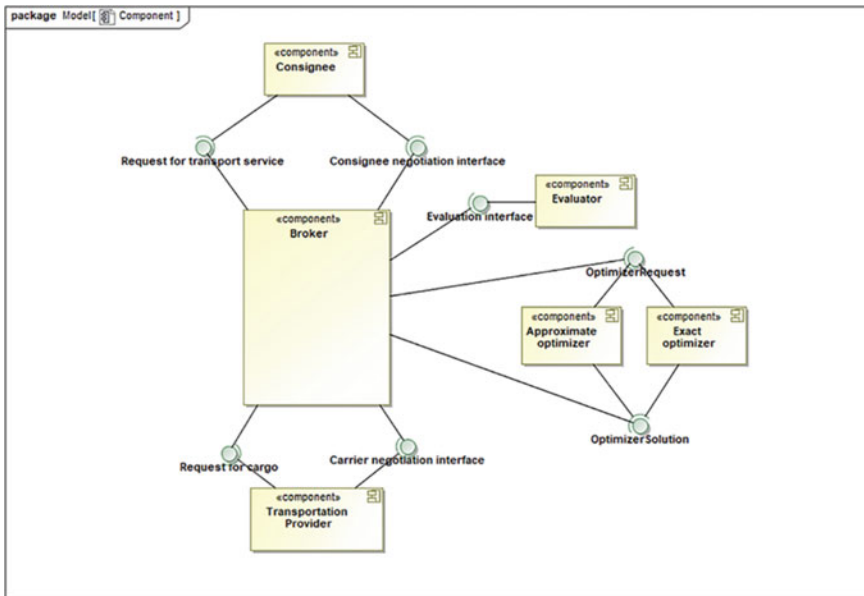 package Model[ Component ]
«component»
Consignee
Request for transport service
Consignee negotiation interface
«component»
Broker
Evaluation interface
«component»
Evaluator
OptimizerRequest
«component»
Approximate
optimizer
«component»
Exact
optimizer
OptimizerSolution
Request for cargo
Carrier negotiation interface
«component»
Transportation
Provider